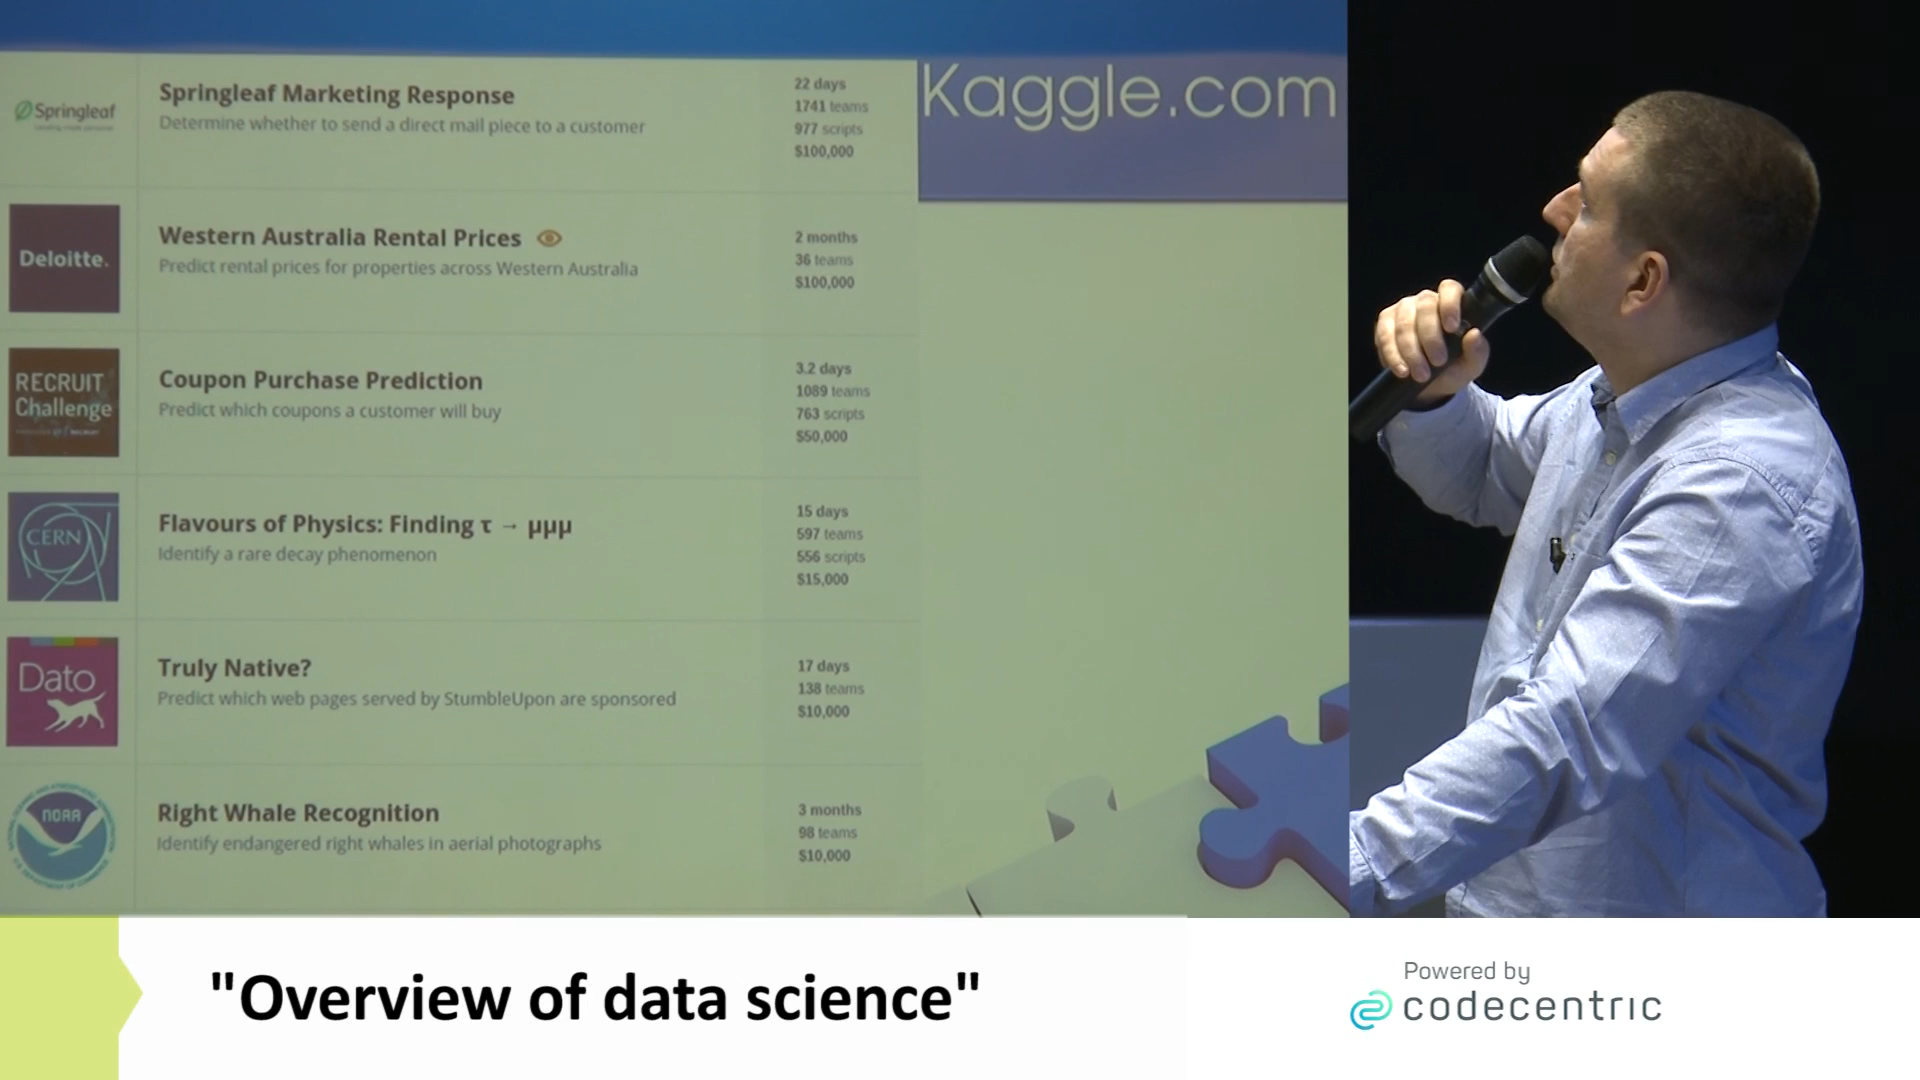 Kaggle.com
Springleaf
Springleaf Marketing Response
Determine whether to send a direct mail piece to a customer
22 days
1741 teams
977 scripts
$100,000
Deloitte.
Western Australia Rental Prices
Predict rental prices for properties across Western Australia
2 months
36 teams
$100,000
RECRUIT
Challenge
Coupon Purchase Prediction
Predict which coupons a customer will buy
3.2 days
1089 teams
763 scripts
$50,000
CERN
Flavours of Physics: Finding τ → μμμ
Identify a rare decay phenomenon
15 days
597 teams
556 scripts
$15,000
Dato
Truly Native?
Predict which web pages served by StumbleUpon are sponsored
17 days
138 teams
$10,000
noaa
Right Whale Recognition
Identify endangered right whales in aerial photographs
3 months
98 teams
$10,000
"Overview of data science"
Powered by
codecentric